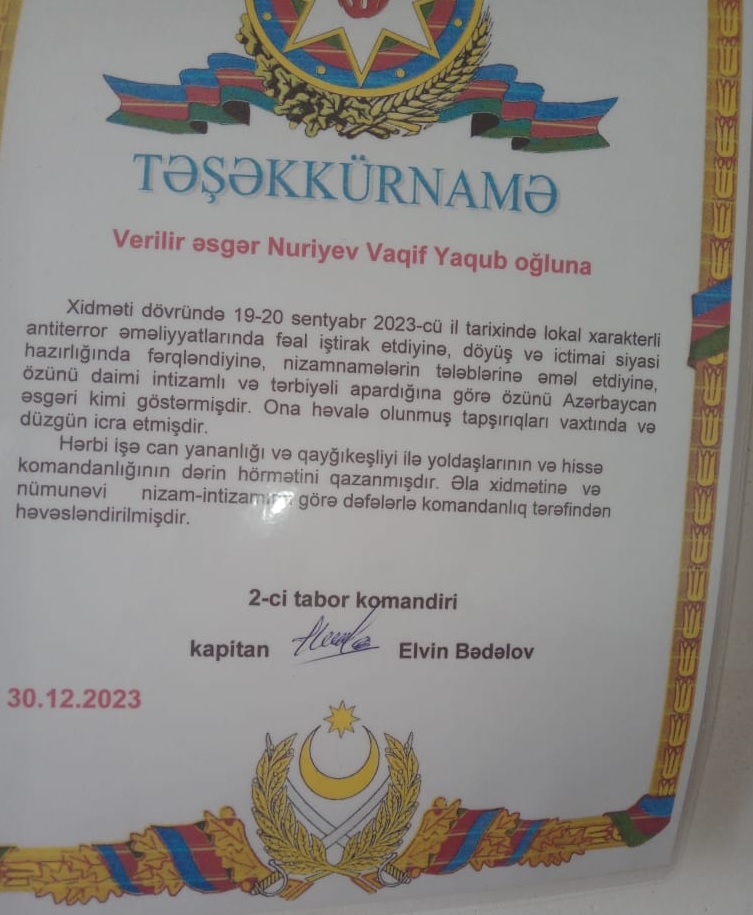 TƏŞƏKKÜRNAMƏ
Verilir əsgər Nuriyev Vaqif Yaqub oğluna
Xidməti dövründə 19-20 sentyabr 2023-cü il tarixində lokal xarakterli
antiterror əməliyyatlarında fəal iştirak etdiyinə, döyüş və ictimai siyasi
hazırlığında fərqləndiyinə, nizamnamələrin tələblərinə əməl etdiyinə,
özünü daimi intizamlı və tərbiyəli apardığına görə özünü Azərbaycan
əsgəri kimi göstərmişdir. Ona həvalə olunmuş tapşırıqları vaxtında və
düzgün icra etmişdir.
Hərbi işə can yananlığı və qayğıkeşliyi ilə yoldaşlarının və hissə
komandanlığının dərin hörmətini qazanmışdır. Əla xidmətinə və
nümunəvi görə dəfələrlə komandanlıq tərəfindən
həvəsləndirilmişdir.
2-ci tabor komandiri
kapitan Elvin Bədəlov
30.12.2023